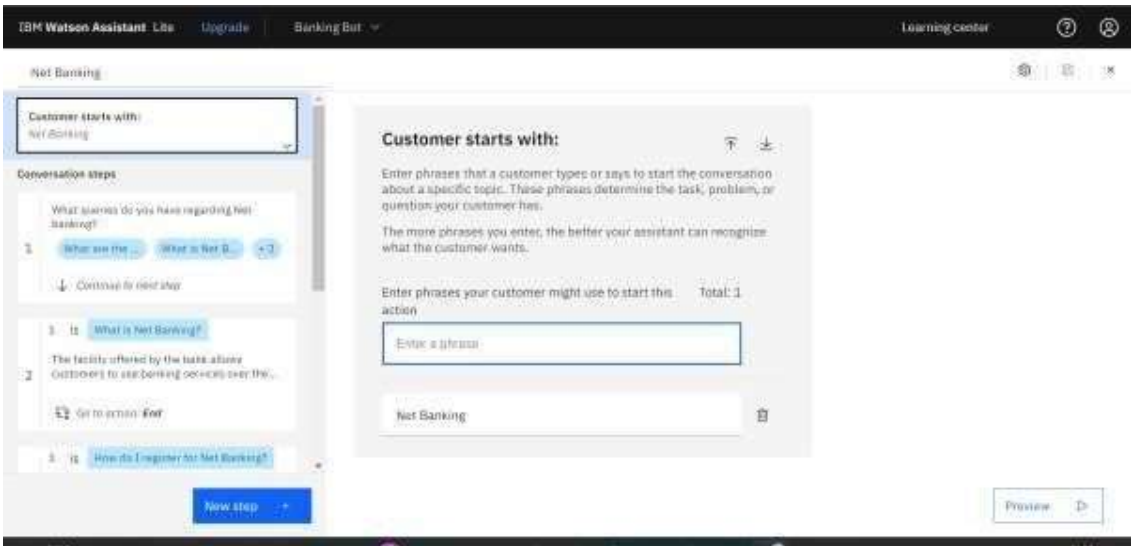 IBM Watson Assistant Lite Upgrade Banking Bot Learning center
Net Banking
Customer starts with:
Net Banking
Conversation steps
What queries do you have regarding Net
Banking?
1 What are the ... What is Net B...
Continue to next step
1 is What is Net Banking?
The facility offered by the bank allows
2 customers to use banking services over the...
Go to action: End
is How do I register for Net Banking?
New step +
Customer starts with:
Enter phrases that a customer types or says to start the conversation
about a specific topic. These phrases determine the task, problem, or
question your customer has.
The more phrases you enter, the better your assistant can recognize
what the customer wants.
Enter phrases your customer might use to start this Total: 1
action
Enter a phrase
Net Banking
Preview